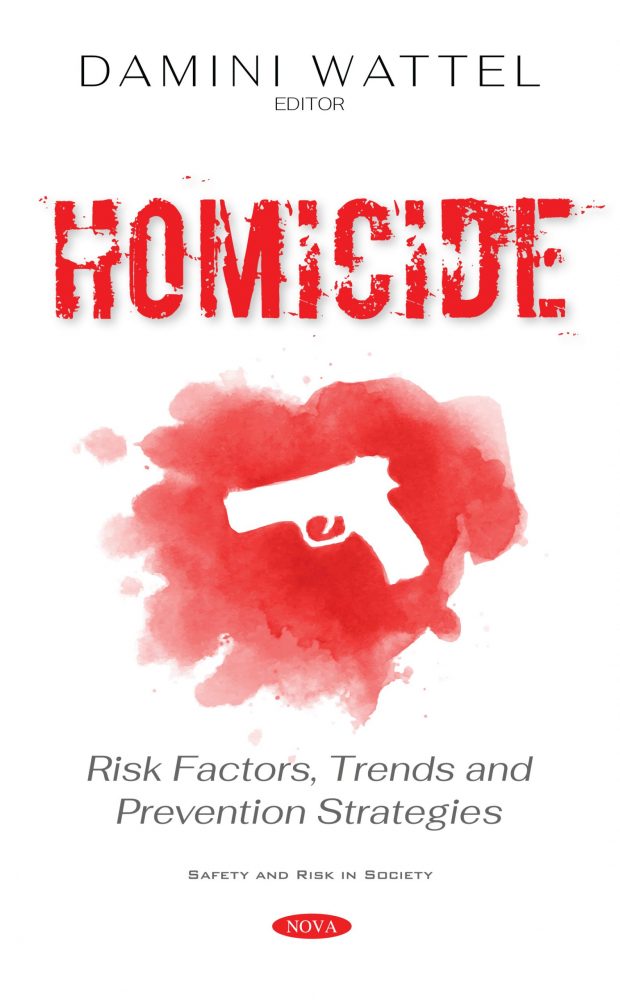 DAMINI WATTEL
EDITOR
HOMICIDE
Risk Factors, Trends and
Prevention Strategies
SAFETY AND RISK IN SOCIETY
NOVA